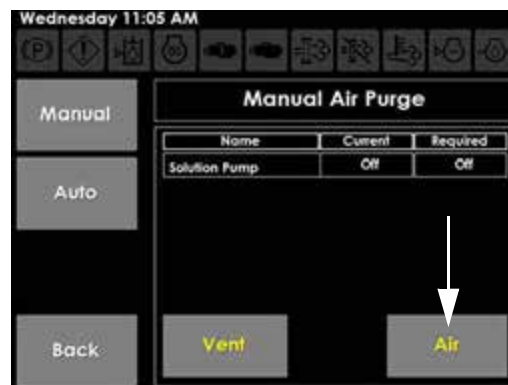 Wednesday 11:05 AM
Manual
Manual Air Purge
Name Current Required
Solution Pump Off Off
Auto
Back
Vent
Air